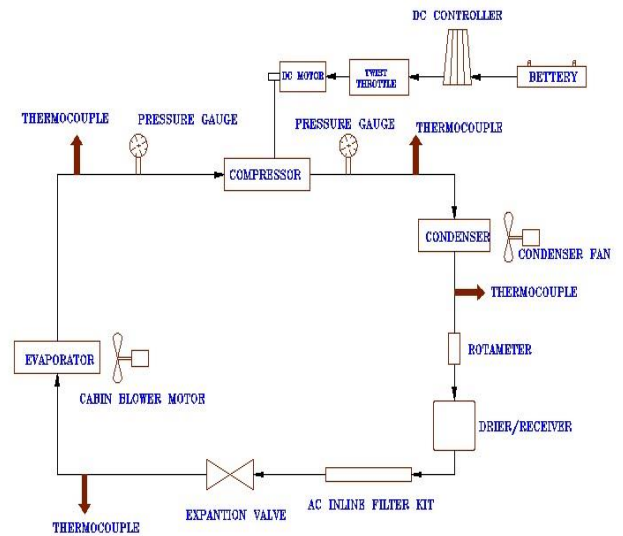 DC CONTROLLER
DC MOTOR
TWIST
THROTTLE
BETTERY
THERMOCOUPLE
PRESSURE GAUGE
PRESSURE GAUGE
THERMOCOUPLE
COMPRESSOR
CONDENSER
CONDENSER FAN
THERMOCOUPLE
ROTAMETER
EVAPORATOR
CABIN BLOWER MOTOR
DRIER/RECEIVER
AC INLINE FILTER KIT
EXPANTION VALVE
THERMOCOUPLE